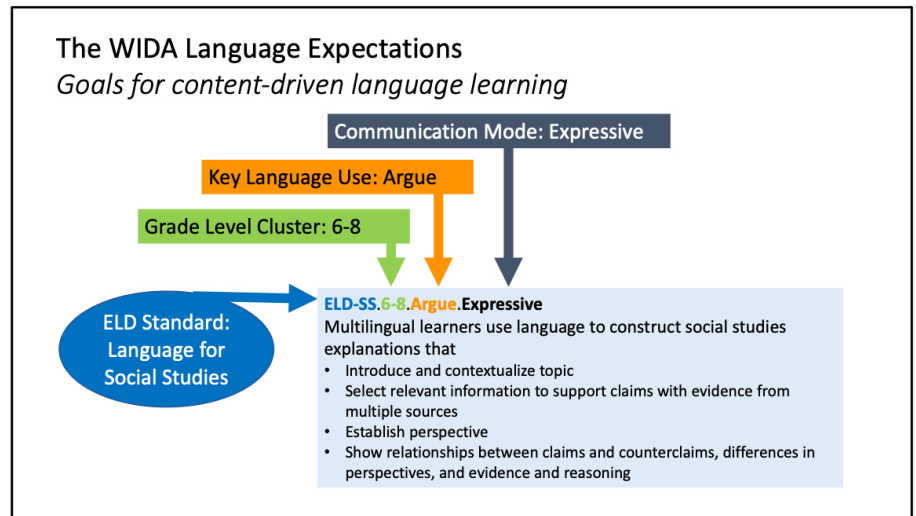 The WIDA Language Expectations
Goals for content-driven language learning
Communication Mode: Expressive
Key Language Use: Argue
Grade Level Cluster: 6-8
ELD Standard:
Language for
Social Studies
ELD-SS.6-8.Argue.Expressive
Multilingual learners use language to construct social studies
explanations that
• Introduce and contextualize topic
• Select relevant information to support claims with evidence from
multiple sources
• Establish perspective
• Show relationships between claims and counterclaims, differences in
perspectives, and evidence and reasoning